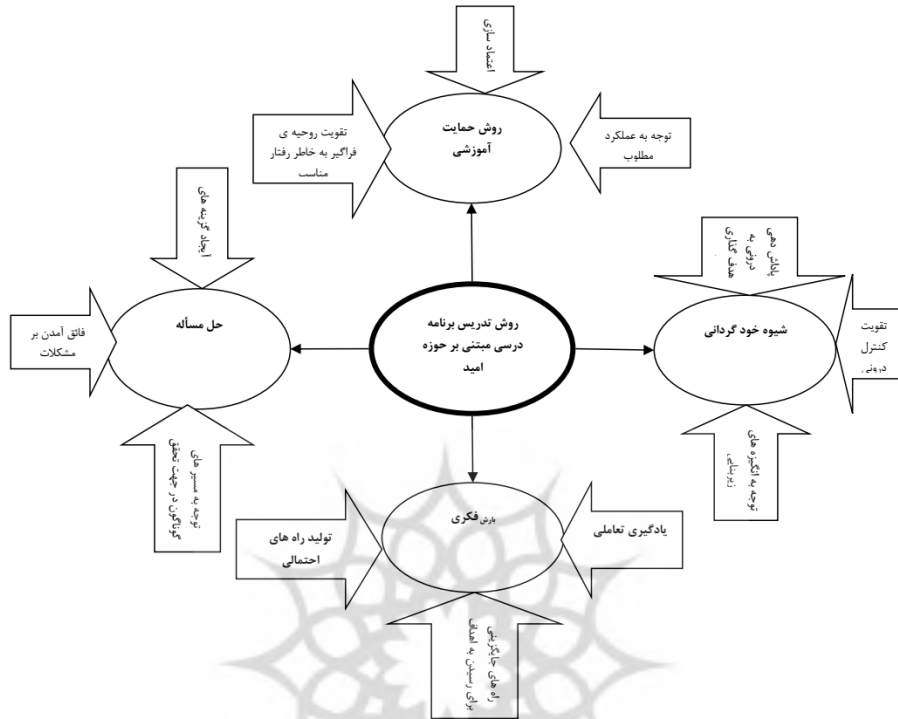 اعتماد سازی
روش حمایت
آموزشی
تقویت روحیه ی
فراگیر به خاطر رفتار
مناسب
توجه به عملکرد
مطلوب
آیجاد گزینه های
حل مسأله
فائق آمدن بر
مشکلات
توجه به مسیر های
گوناگون در جهت تحقق
روش تدریس برنامه
درسی مبتنی بر حوزه
امید
پاداش دهی
درونی به
هدف گذاری
شیوه خود گردانی
تقویت
کنترل
درونی
توجه به انگیزه های
زیربنایی
بارش فکری
تولید راه های
احتمالی
یادگیری تعاملی
راه های جایگزینی
برای رسیدن به اهداف